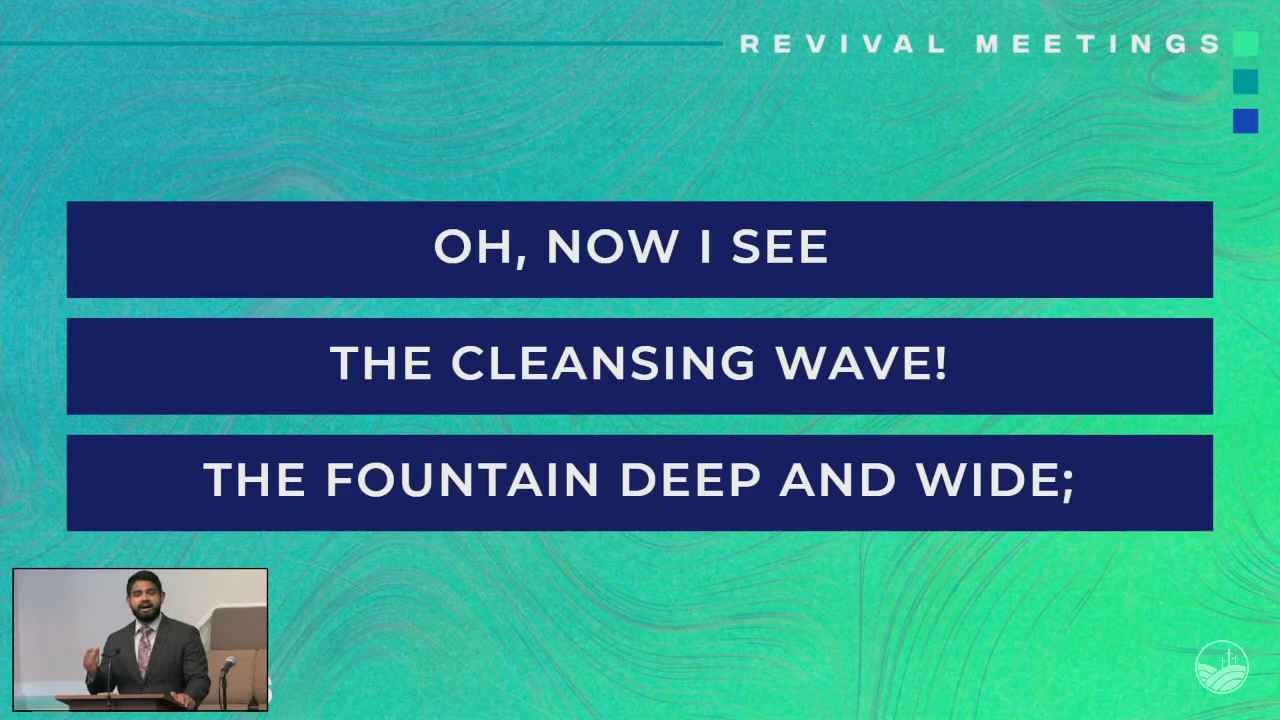 REVIVAL MEETINGS
OH, NOW I SEE
THE CLEANSING WAVE!
THE FOUNTAIN DEEP AND WIDE;